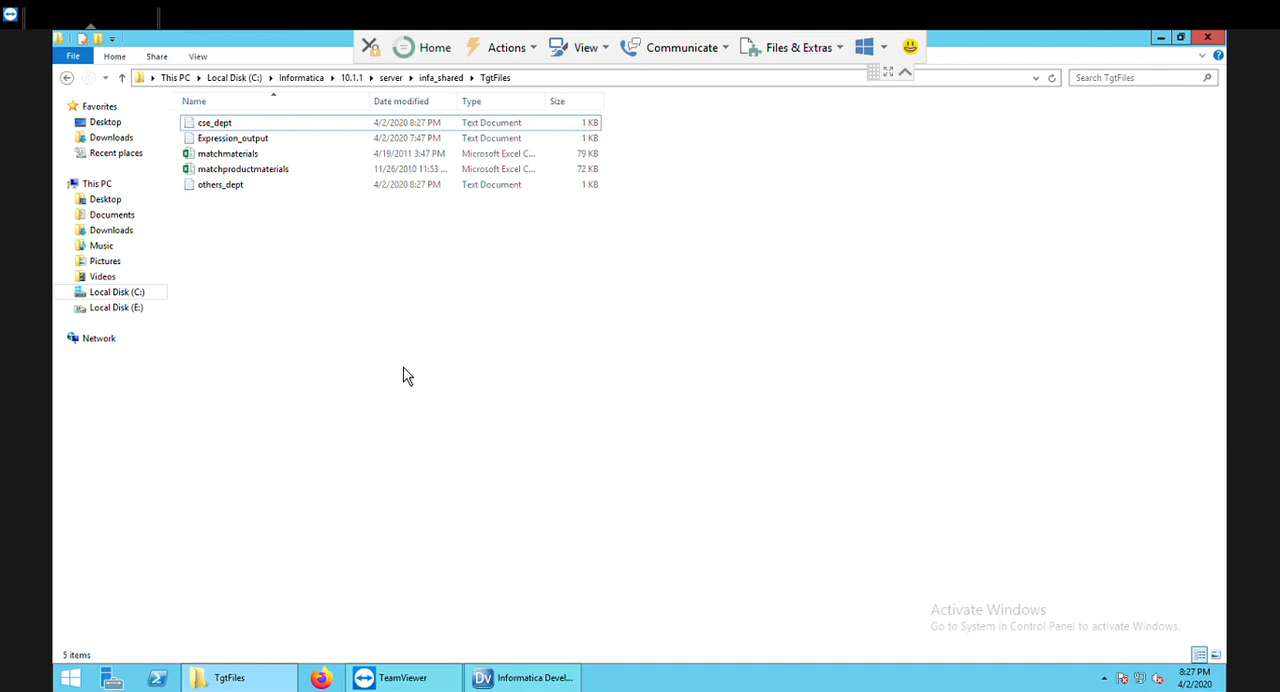 Home Actions View Communicate Files & Extras
File Home Share View
This PC Local Disk (C:) Informatica 10.1.1 server infa_shared TgtFiles Search TgtFiles
Name Date modified Type Size
Favorites
Desktop
Downloads
Recent places
This PC
Desktop
Documents
Downloads
Music
Pictures
Videos
Local Disk (C:)
Local Disk (E:)
Network
cse_dept 4/2/2020 8:27 PM Text Document 1 KB
Expression_output 4/2/2020 7:47 PM Text Document 1 KB
matchmaterials 4/19/2011 3:47 PM Microsoft Excel C... 79 KB
matchproductmaterials 11/26/2010 11:53 ... Microsoft Excel C... 72 KB
others_dept 4/2/2020 8:27 PM Text Document 1 KB
Activate Windows
Go to System in Control Panel to activate Windows.
5 items
TgtFiles TeamViewer Dv Informatica Devel...
8:27 PM
4/2/2020